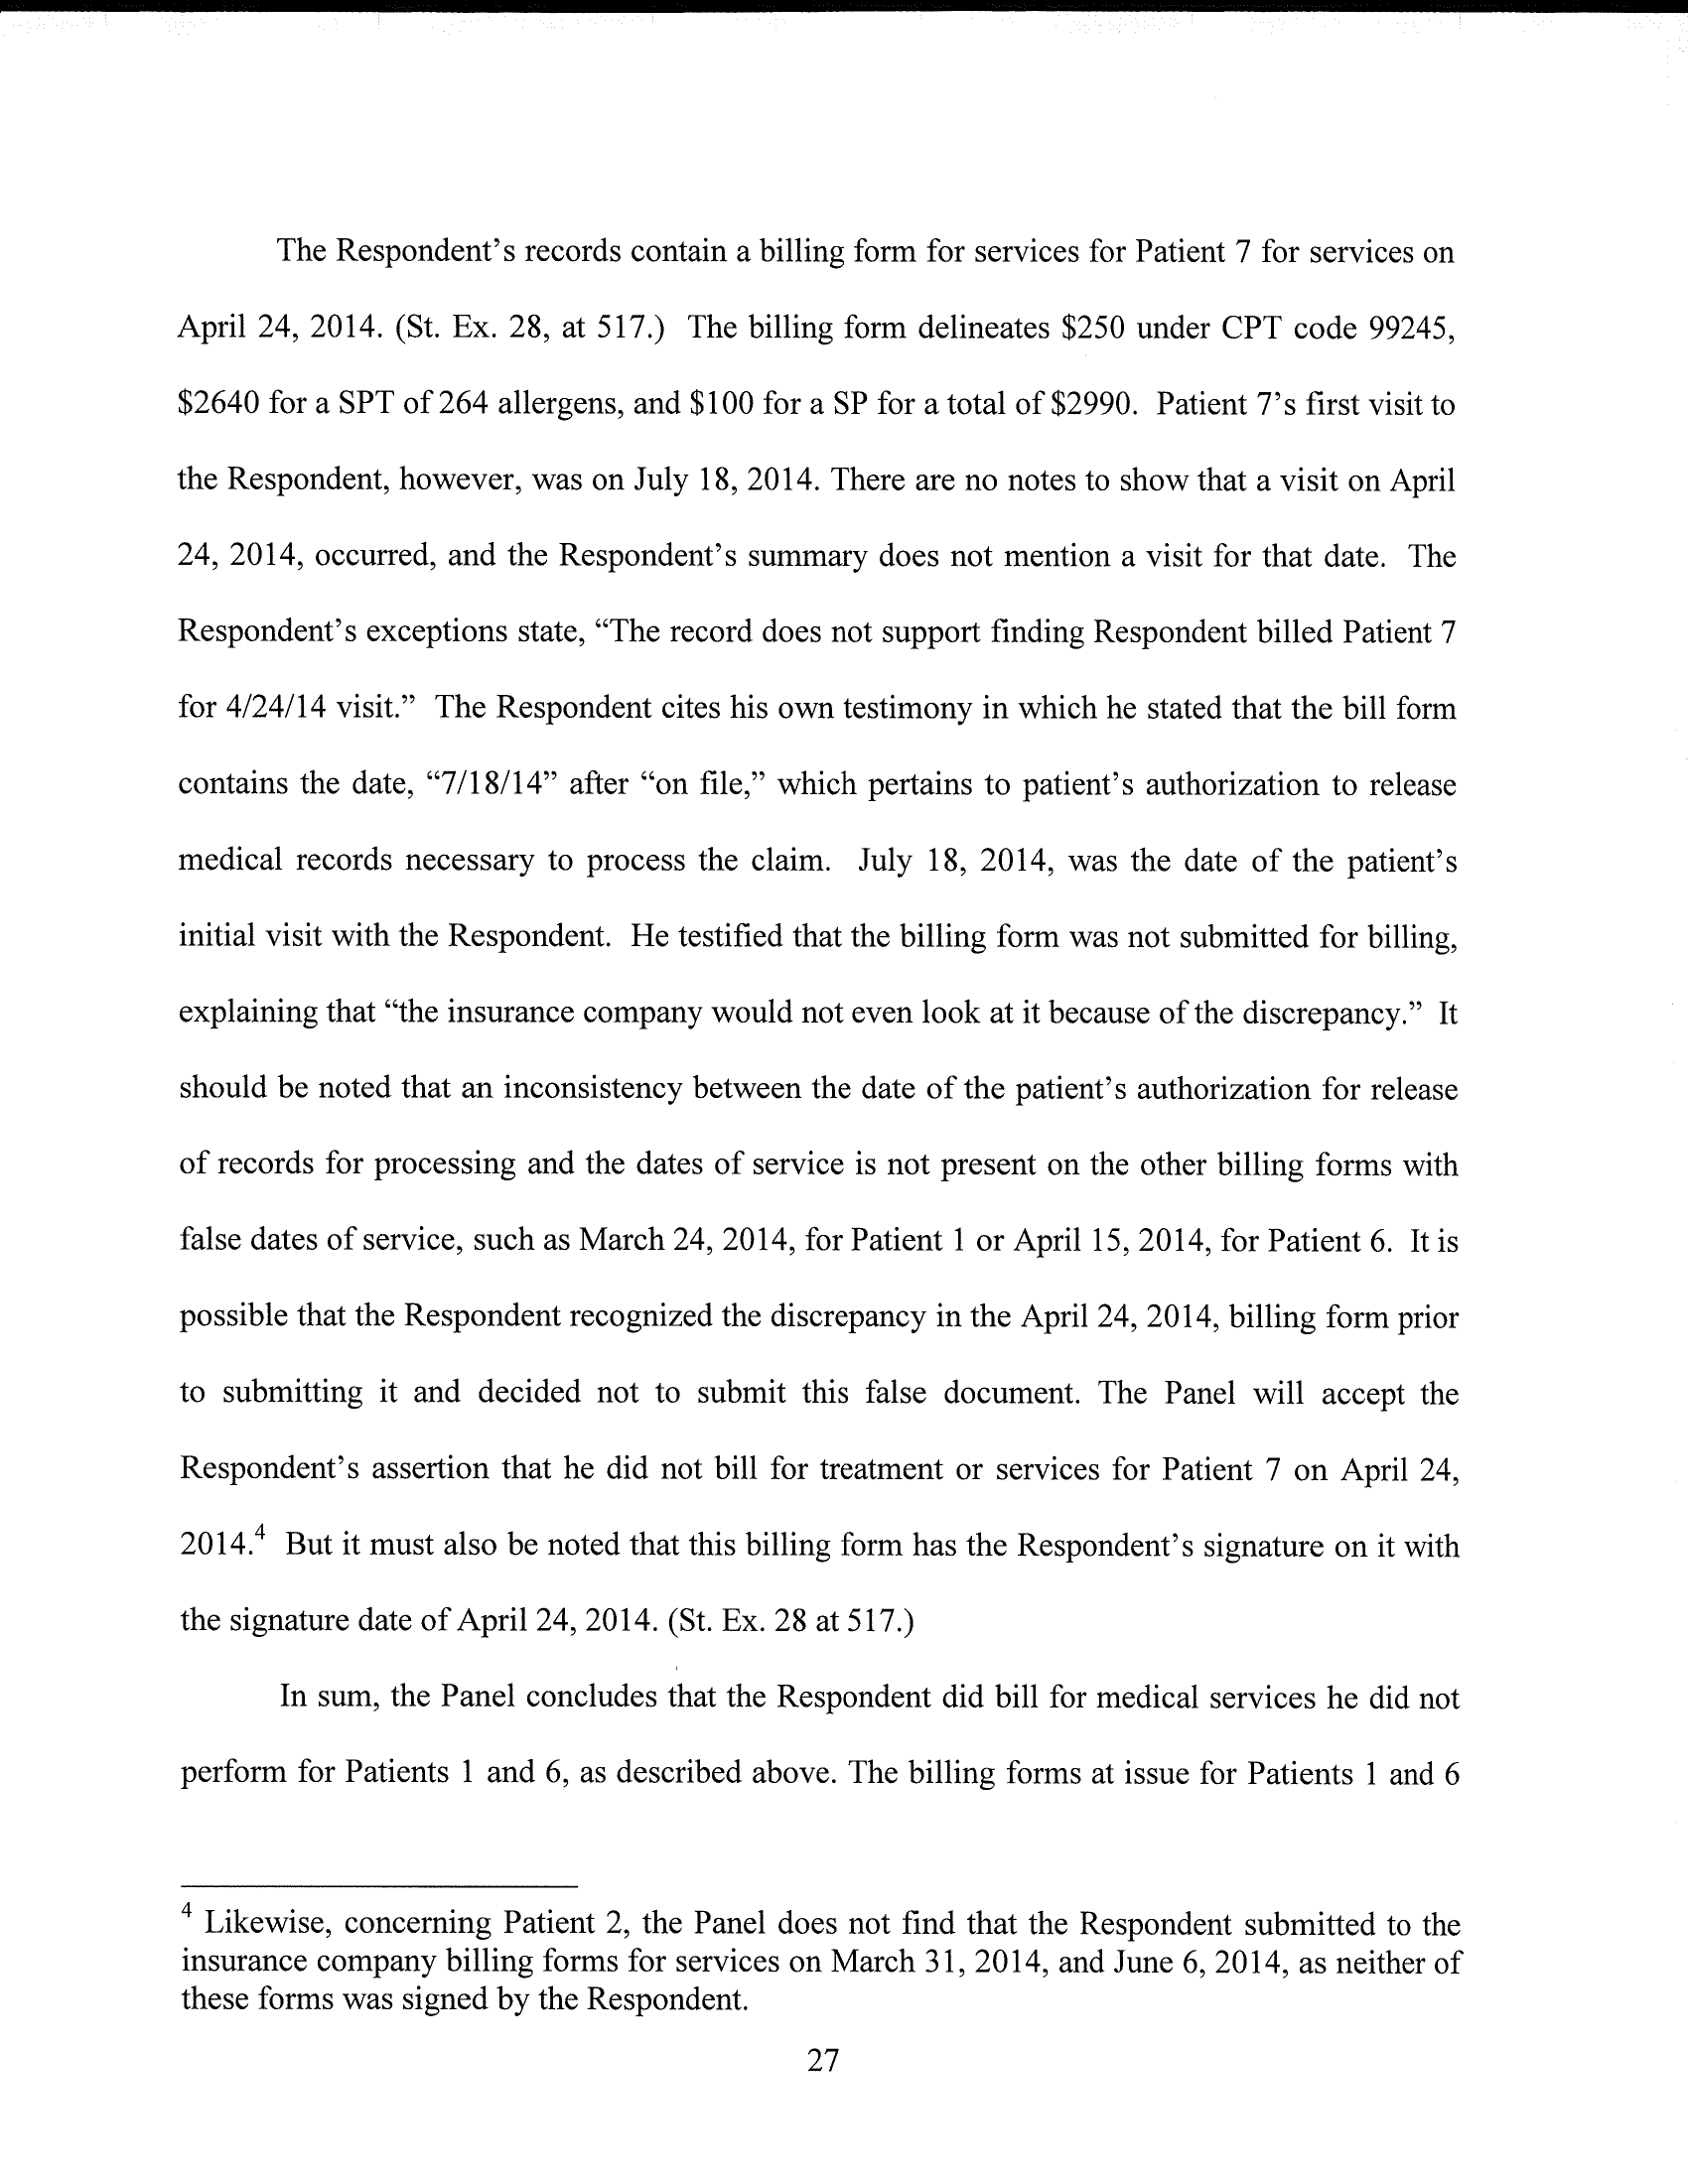 The Respondent’s records contain a billing form for services for Patient 7 for services on
April 24, 2014. (St. Ex. 28, at 517.) The billing form delineates $250 under CPT code 99245,
$2640 for a SPT of 264 allergens, and $100 for a SP for a total of $2990. Patient 7’s first visit to
the Respondent, however, was on July 18, 2014. There are no notes to show that a visit on April
24, 2014, occurred, and the Respondent’s summary does not mention a visit for that date. The
Respondent’s exceptions state, “The record does not support finding Respondent billed Patient 7
for 4/24/14 visit.” The Respondent cites his own testimony in which he stated that the bill form
contains the date, “7/18/14” after “on file,” which pertains to patient’s authorization to release
medical records necessary to process the claim. July 18, 2014, was the date of the patient’s
initial visit with the Respondent. He testified that the billing form was not submitted for billing,
explaining that “the insurance company would not even look at it because of the discrepancy.” It
should be noted that an inconsistency between the date of the patient’s authorization for release
of records for processing and the dates of service is not present on the other billing forms with
false dates of service, such as March 24, 2014, for Patient 1 or April 15, 2014, for Patient 6. It is
possible that the Respondent recognized the discrepancy in the April 24, 2014, billing form prior
to submitting it and decided not to submit this false document. The Panel will accept the
Respondent’s assertion that he did not bill for treatment or services for Patient 7 on April 24,
2014.4 But it must also be noted that this billing form has the Respondent’s signature on it with
the signature date of April 24, 2014. (St. Ex. 28 at 517.)
In sum, the Panel concludes that the Respondent did bill for medical services he did not
perform for Patients 1 and 6, as described above. The billing forms at issue for Patients 1 and 6
4 Likewise, concerning Patient 2, the Panel does not find that the Respondent submitted to the
insurance company billing forms for services on March 31, 2014, and June 6, 2014, as neither of
these forms was signed by the Respondent.
27